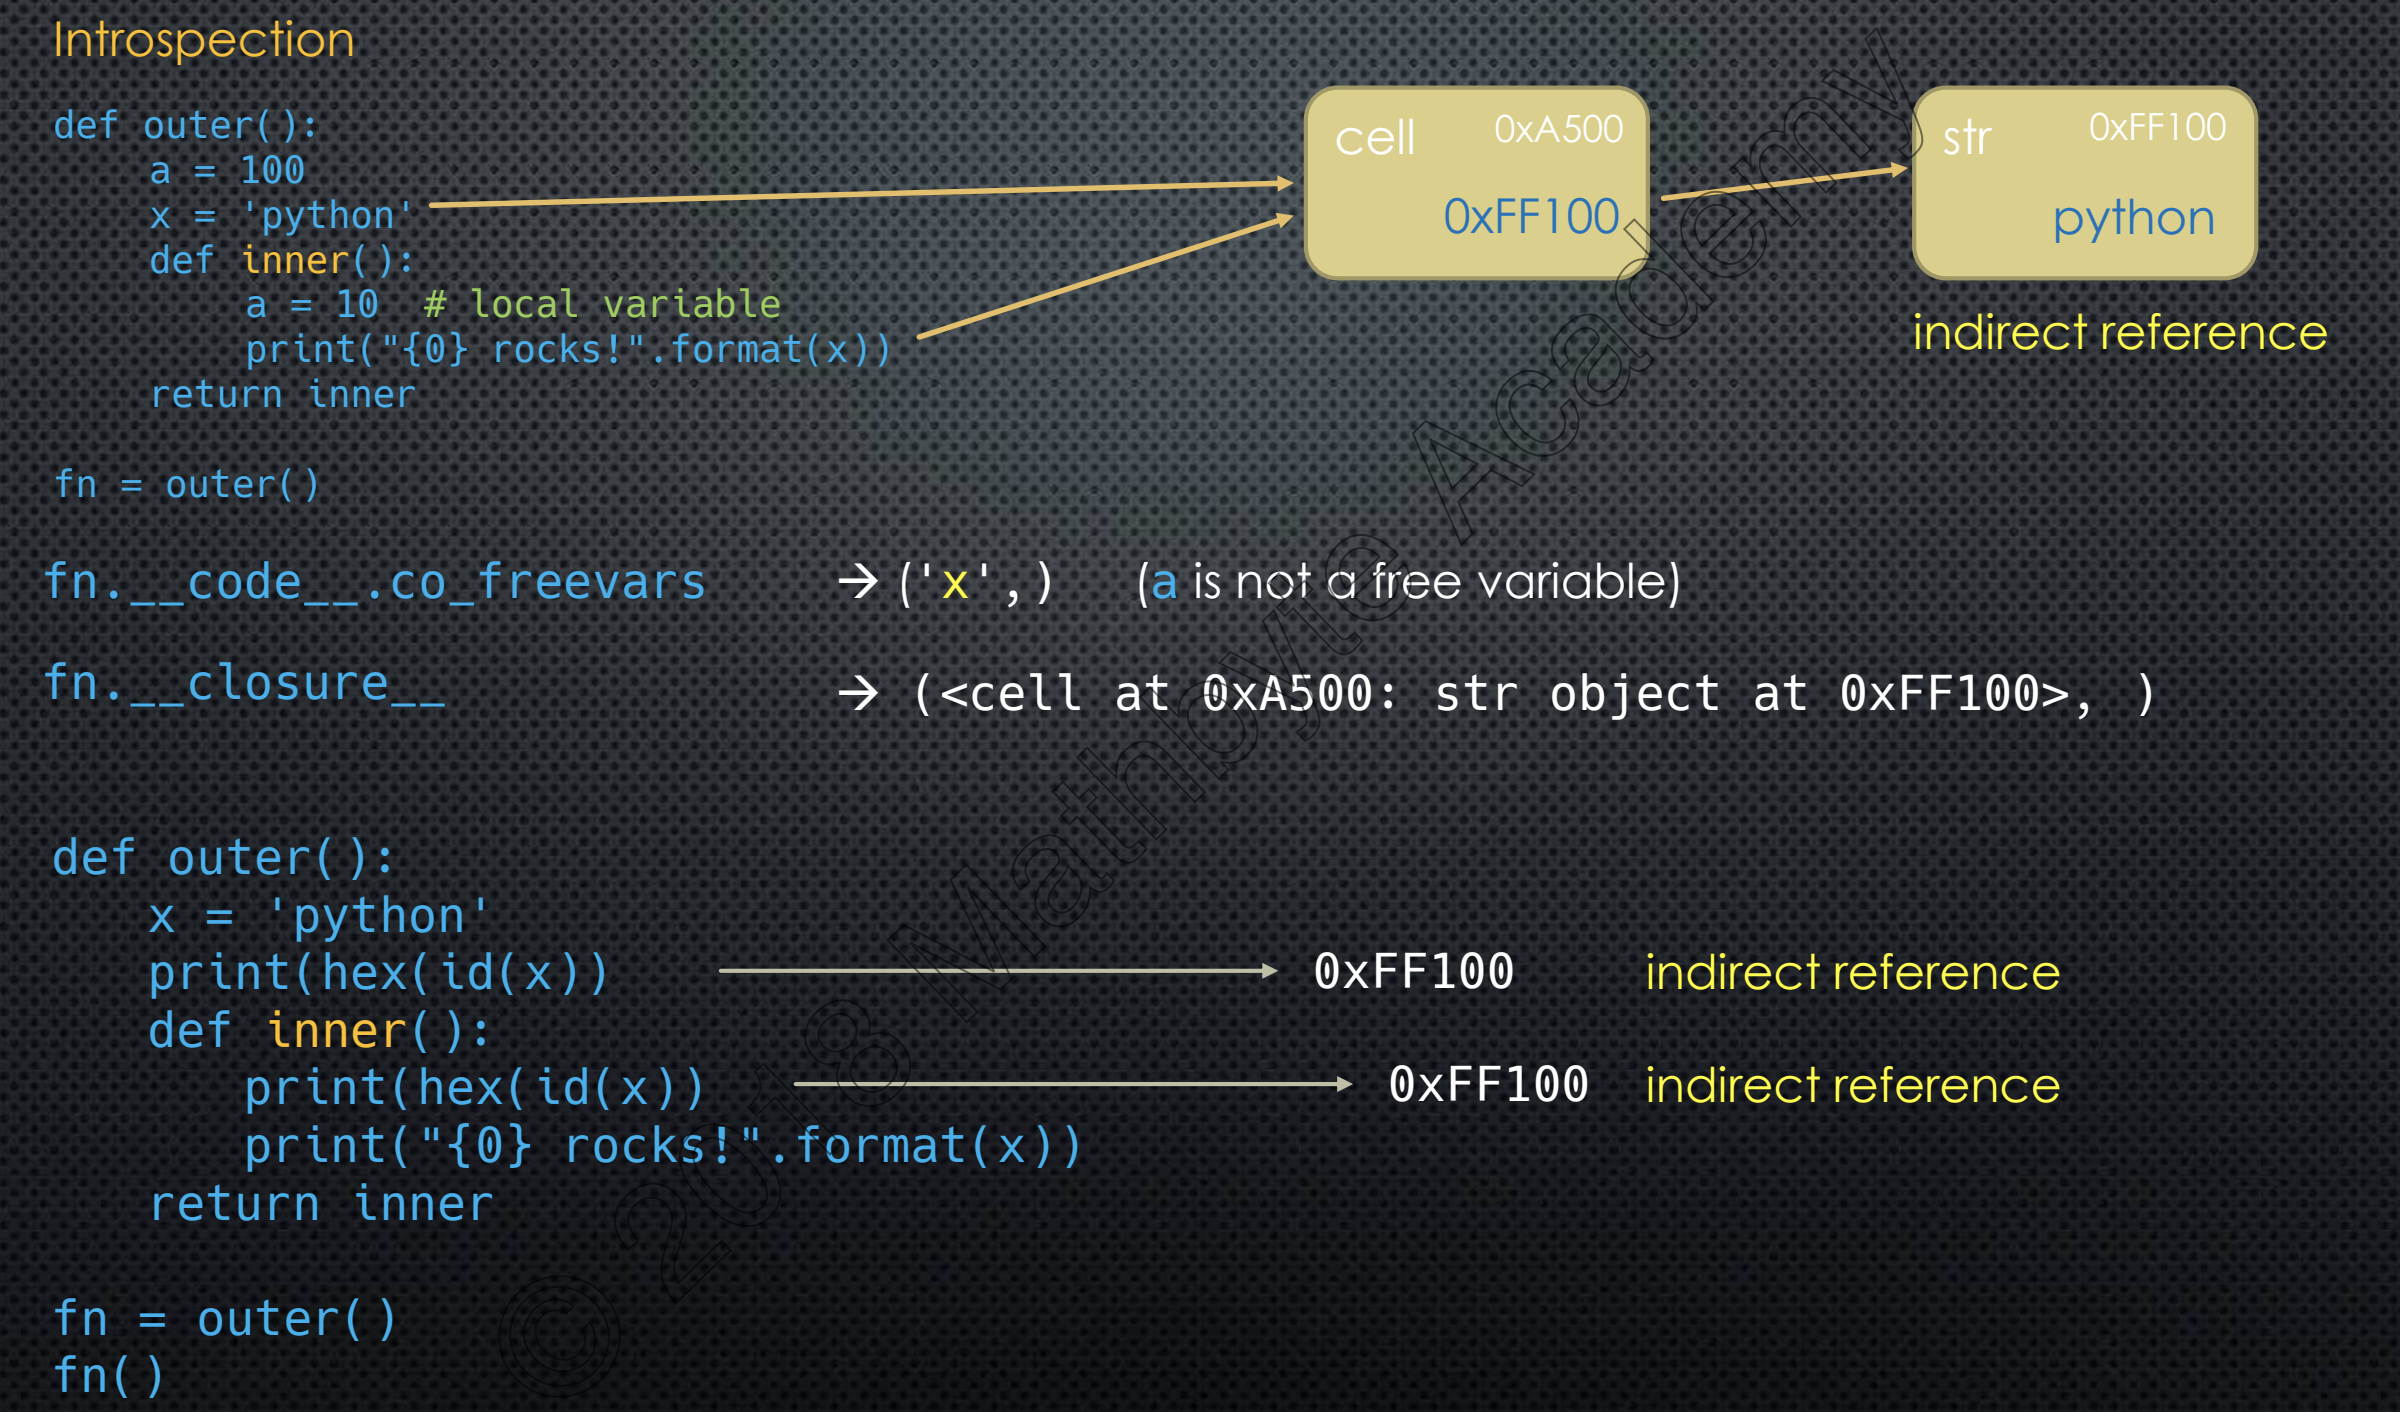 Introspection
def outer():
    a = 100
    x = 'python'
    def inner():
        a = 10  # local variable
        print("{0} rocks!".format(x))
    return inner
cell 0xA500
0xFF100
str 0xFF100
python
indirect reference
fn = outer()
fn.__code__.co_freevars → ('x',) (a is not a free variable)
fn.__closure__ → (<cell at 0xA500: str object at 0xFF100>, )
def outer():
    x = 'python'
    print(hex(id(x)) 0xFF100 indirect reference
    def inner():
        print(hex(id(x)) 0xFF100 indirect reference
        print("{0} rocks!".format(x))
    return inner
fn = outer()
fn()
© 2018 Mathbyte Academy